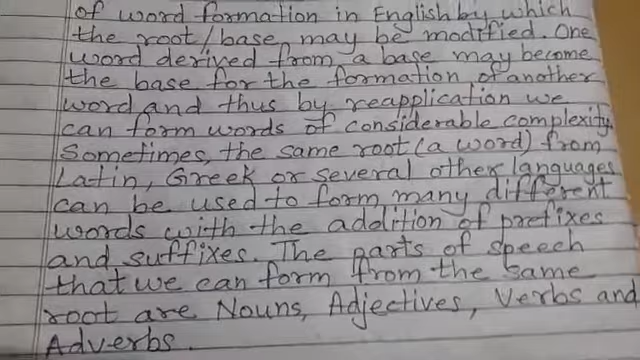 of word formation in English by which
the root/base may be modified. One
word derived from a base may become
the base for the formation of another
word and thus by reapplication we
can form words of considerable complexity.
Sometimes, the same root (a word) from
Latin, Greek or several other languages
can be used to form many different
words with the addition of prefixes
and suffixes. The parts of speech
that we can form from the same
root are Nouns, Adjectives, Verbs and
Adverbs.